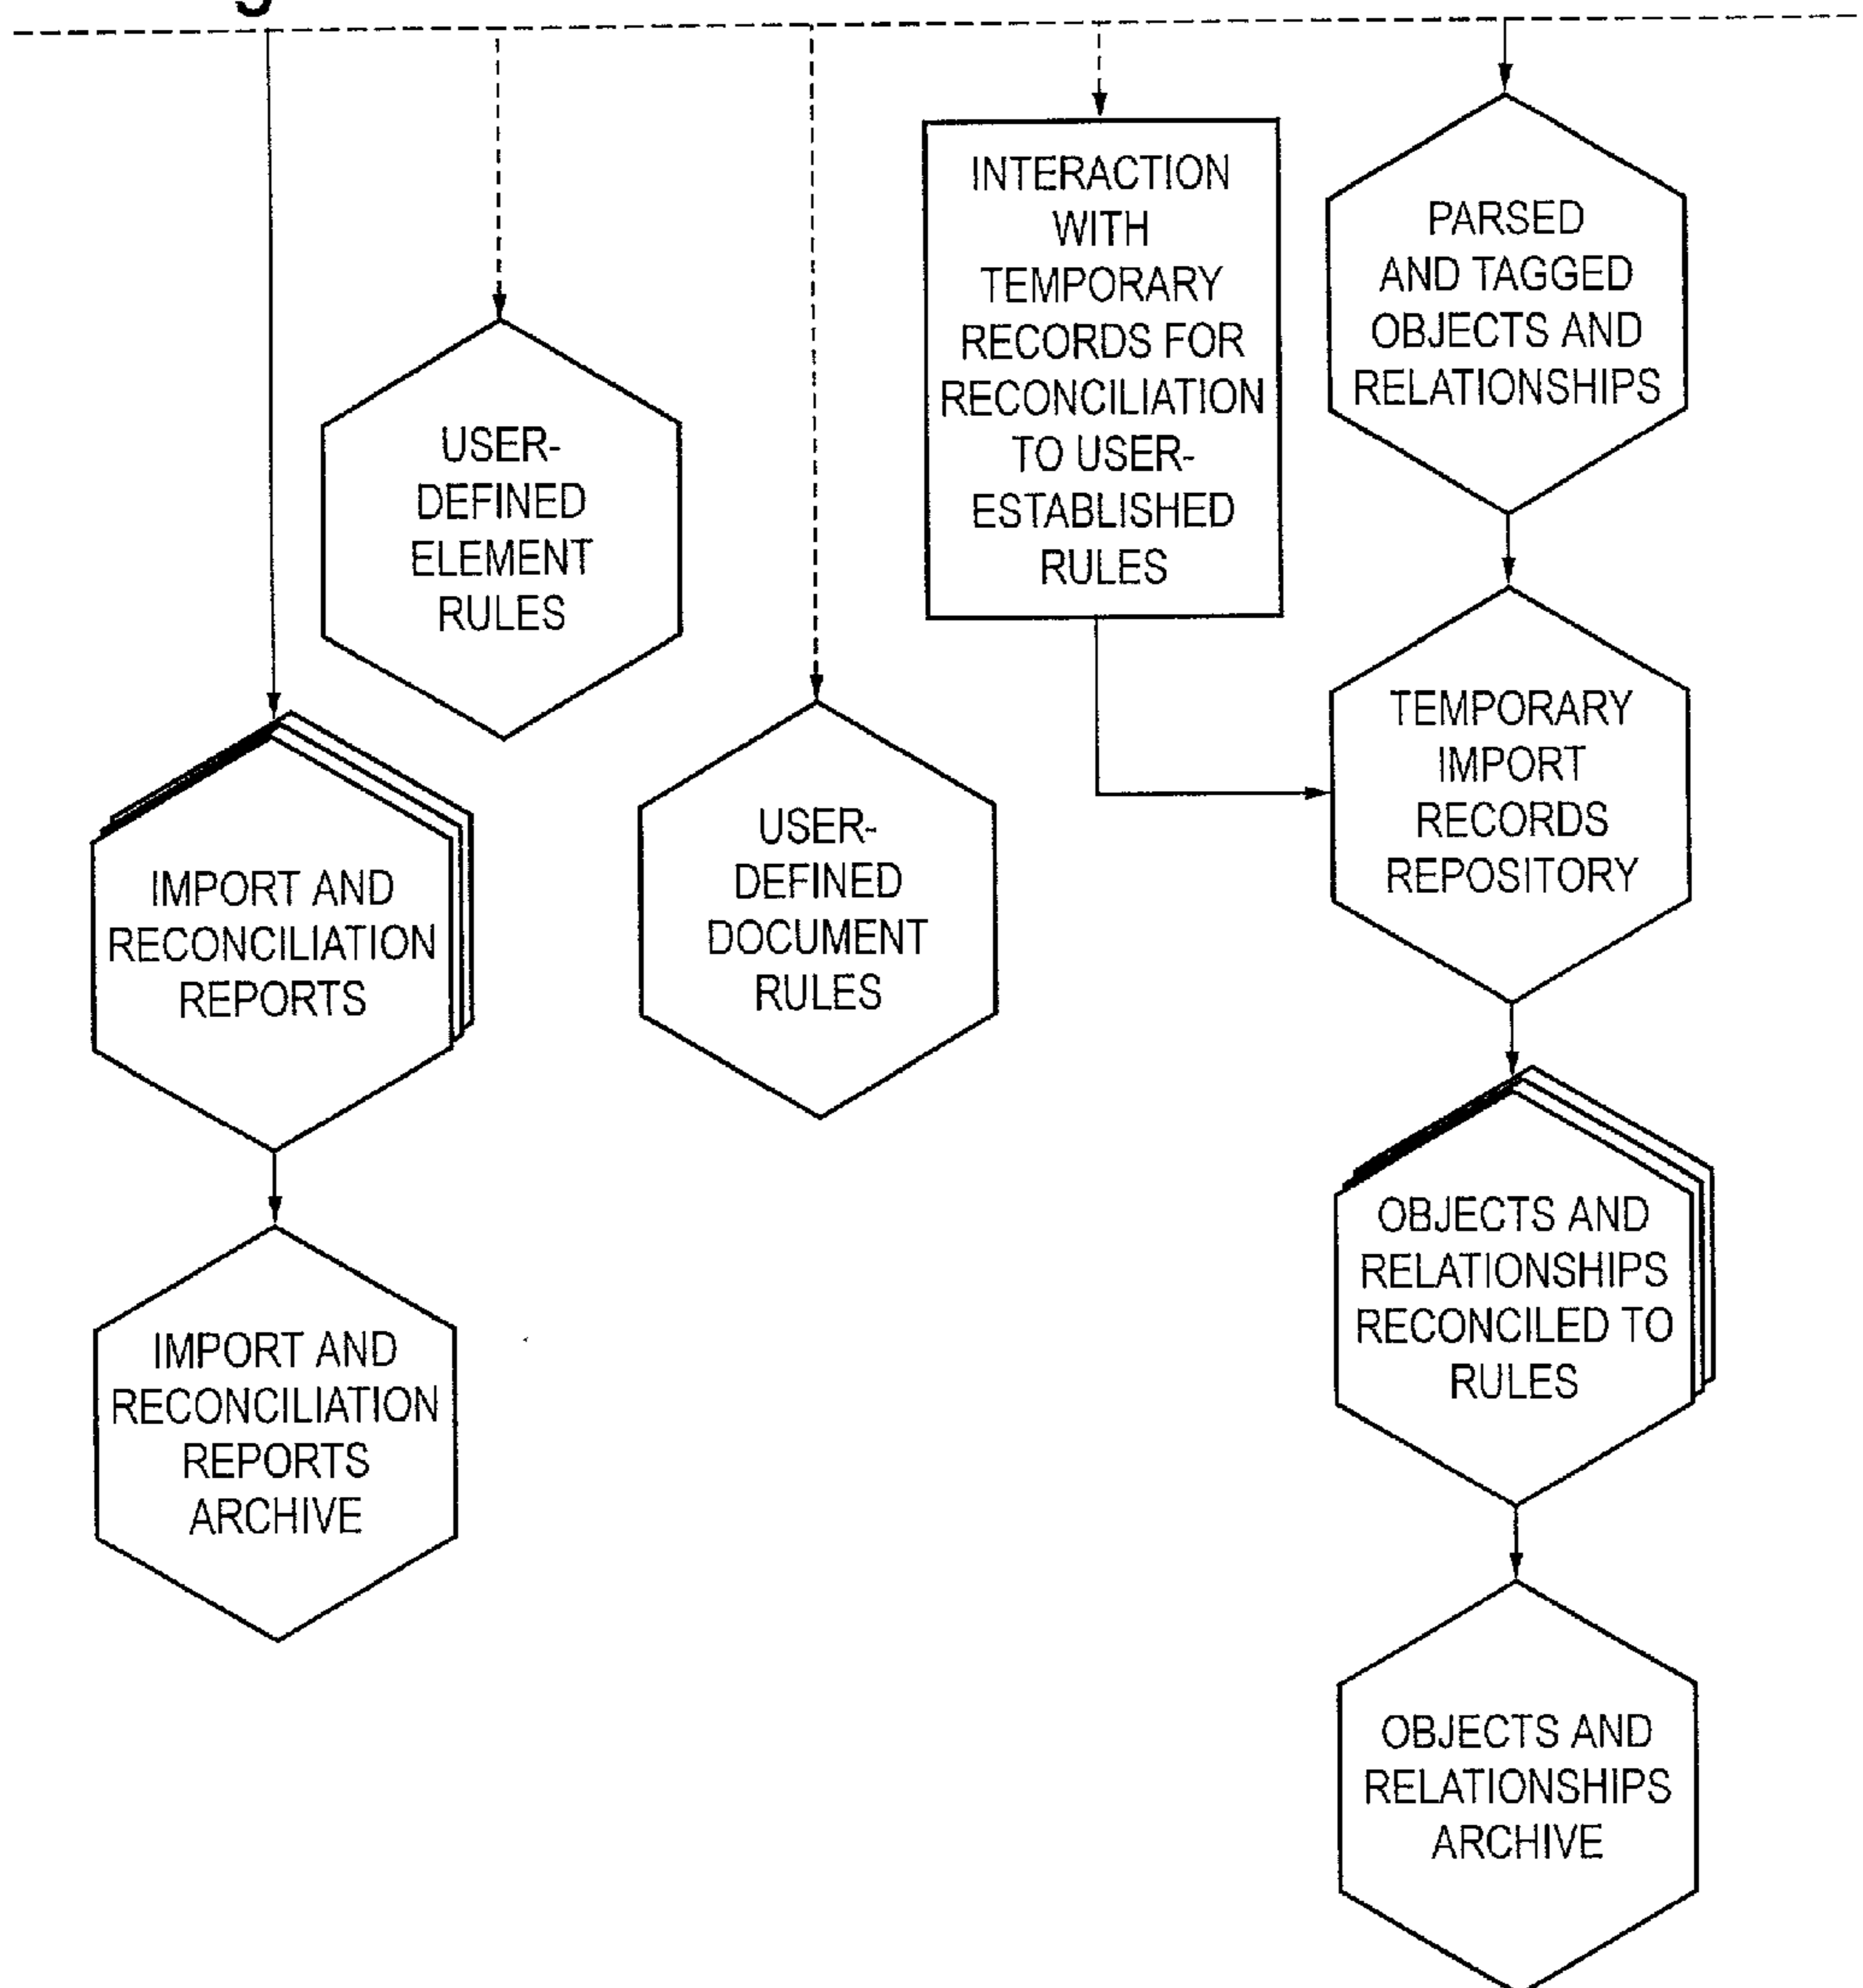 INTERACTION
WITH
TEMPORARY
RECORDS FOR
RECONCILIATION
TO USER-
ESTABLISHED
RULES
PARSED
AND TAGGED
OBJECTS AND
RELATIONSHIPS
USER-
DEFINED
ELEMENT
RULES
TEMPORARY
IMPORT
RECORDS
REPOSITORY
USER-
DEFINED
DOCUMENT
RULES
IMPORT AND
RECONCILIATION
REPORTS
OBJECTS AND
RELATIONSHIPS
RECONCILED TO
RULES
IMPORT AND
RECONCILIATION
REPORTS
ARCHIVE
OBJECTS AND
RELATIONSHIPS
ARCHIVE